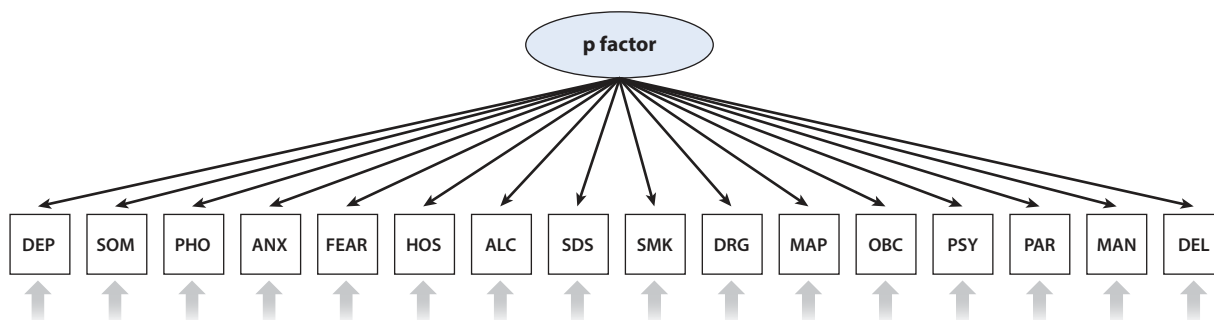 p factor
DEP SOM PHO ANX FEAR HOS ALC SDS SMK DRG MAP OBC PSY PAR MAN DEL